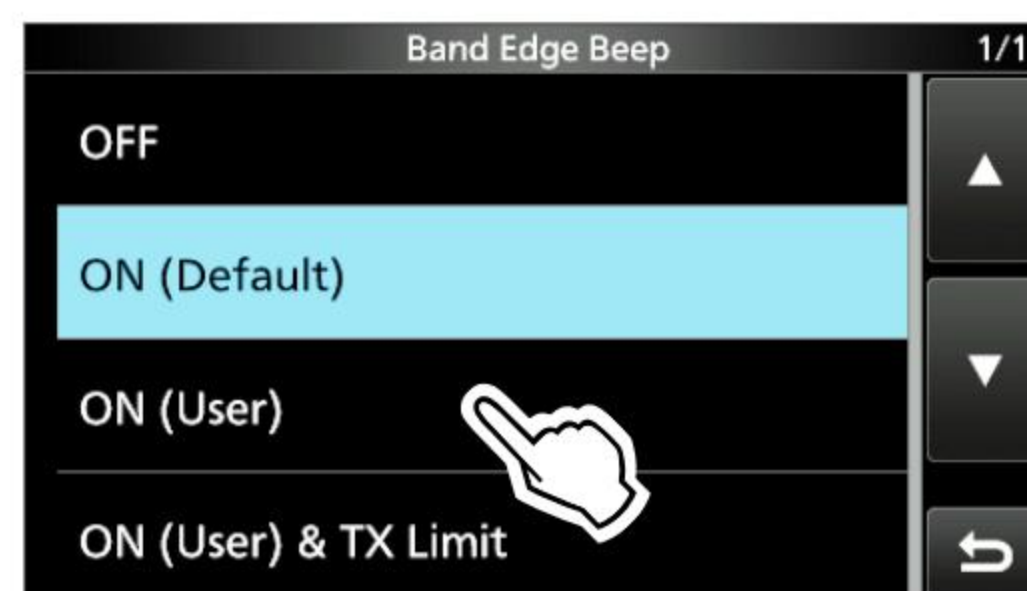 Band Edge Beep 1/1
OFF
ON (Default)
ON (User)
ON (User) & TX Limit